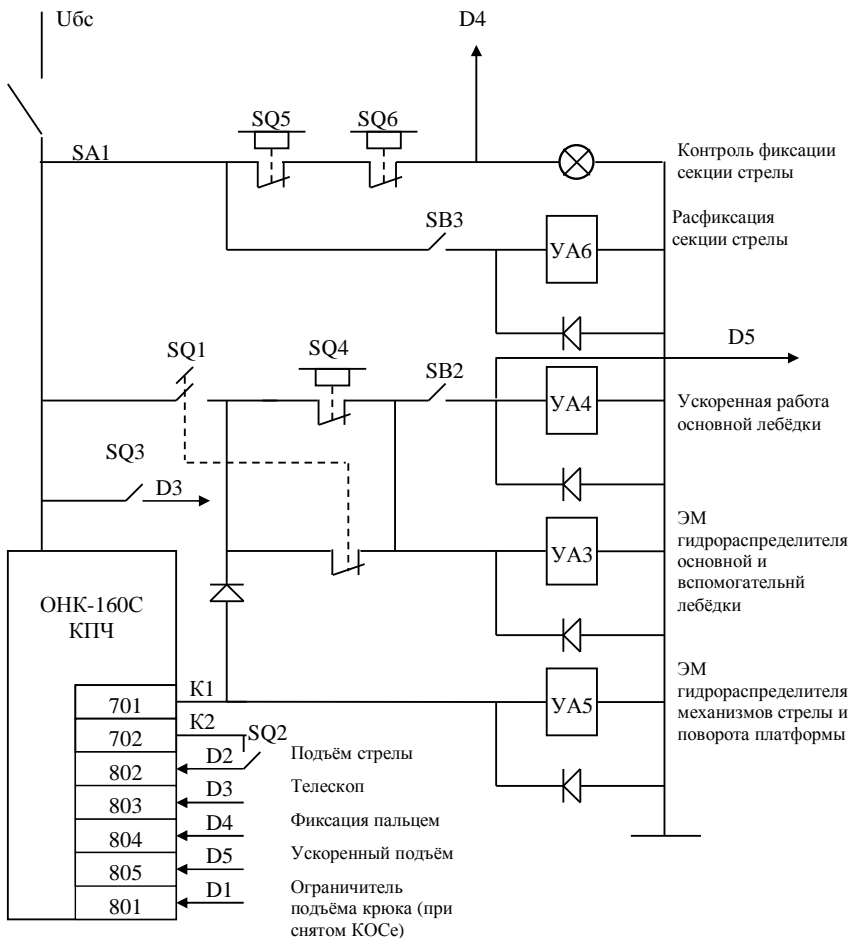 Uбс
D4
SQ5
SQ6
SA1
Контроль фиксации
секции стрелы
SB3
Расфиксация
секции стрелы
УА6
D5
SQ1
SQ4
SB2
УА4
Ускоренная работа
основной лебёдки
SQ3
D3
ЭМ
гидрораспределителя
основной и
вспомогательнй
лебёдки
УА3
ОНК-160С
КПЧ
ЭМ
гидрораспределителя
механизмов стрелы и
поворота платформы
УА5
701
К1
702
К2
SQ2
802
D2
Подъём стрелы
803
D3
Телескоп
804
D4
Фиксация пальцем
805
D5
Ускоренный подъём
801
D1
Ограничитель
подъёма крюка (при
снятом КОСе)